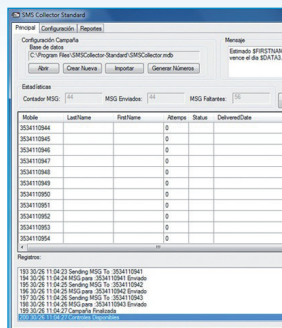 SMS Collector Standard
Principal Configuración Reportes
Configuración Campaña
Base de datos
C:\Program Files\SMSCollector-Standard\SMSCollector.mdb
Abrir Crear Nueva Importar Generar Números
Mensaje
Estimado $FIRSTNAM
vence el dia $DATA3.
Estadísticas
Contador MSG: 44 MSG Enviados: 44 MSG Faltantes: 56
Mobile LastName FirstName Attemps Status DeliveredDate
3534110944 0
3534110945 0
3534110946 0
3534110947 0
3534110948 0
3534110949 0
3534110950 0
3534110951 0
3534110952 0
3534110953 0
3534110954 0
Registros:
193 30/26 11:04:23 Sending MSG To :3534110941
194 30/26 11:04:24 MSG para :3534110941 Enviado
195 30/26 11:04:25 Sending MSG To :3534110942
196 30/26 11:04:25 MSG para :3534110942 Enviado
197 30/26 11:04:26 Sending MSG To :3534110943
198 30/26 11:04:26 MSG para :3534110943 Enviado
199 30/26 11:04:27 Campaña Finalizada
200 30/26 11:04:27 Controles Disponibles